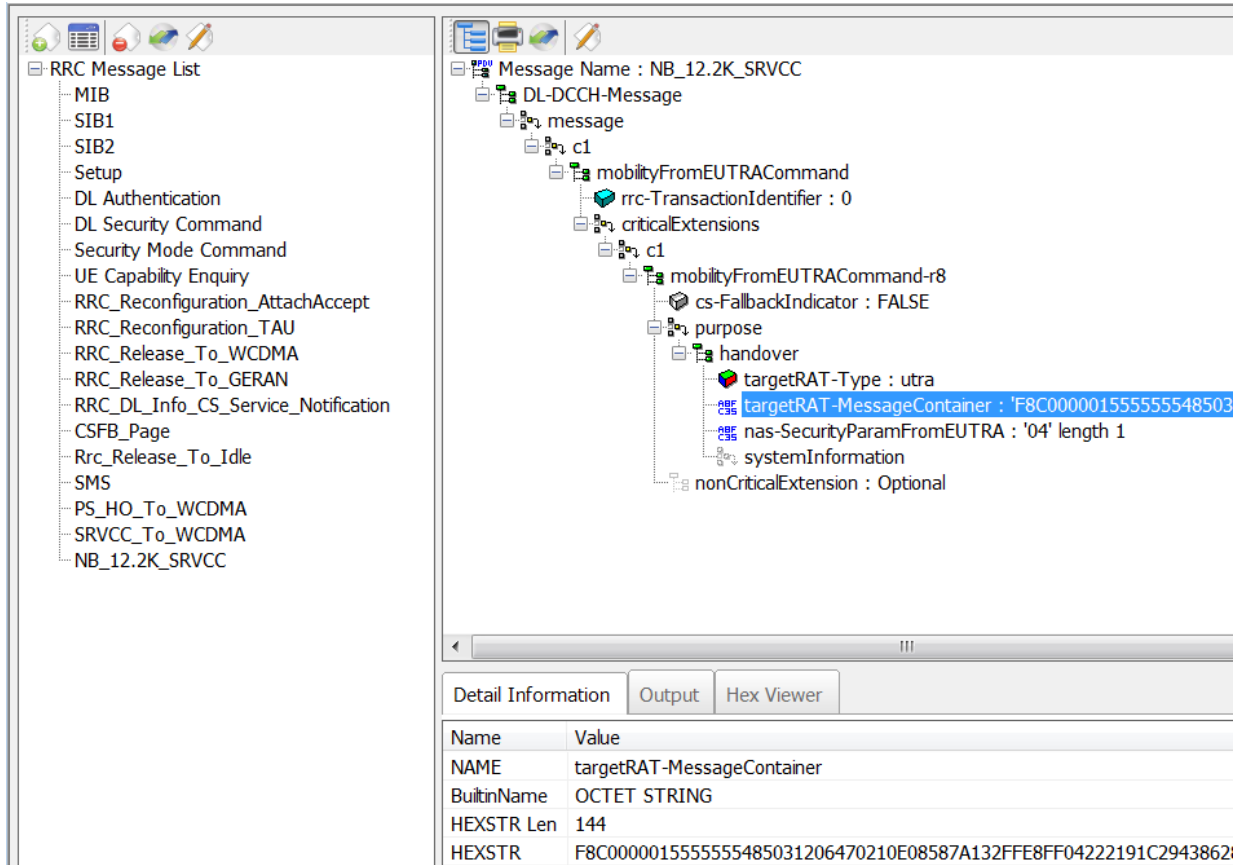 RRC Message List
MIB
SIB1
SIB2
Setup
DL Authentication
DL Security Command
Security Mode Command
UE Capability Enquiry
RRC_Reconfiguration_AttachAccept
RRC_Reconfiguration_TAU
RRC_Release_To_WCDMA
RRC_Release_To_GERAN
RRC_DL_Info_CS_Service_Notification
CSFB_Page
Rrc_Release_To_Idle
SMS
PS_HO_To_WCDMA
SRVCC_To_WCDMA
NB_12.2K_SRVCC
Message Name : NB_12.2K_SRVCC
DL-DCCH-Message
message
c1
mobilityFromEUTRACommand
rrc-TransactionIdentifier : 0
criticalExtensions
c1
mobilityFromEUTRACommand-r8
cs-FallbackIndicator : FALSE
purpose
handover
targetRAT-Type : utra
targetRAT-MessageContainer : 'F8C000001555555548503
nas-SecurityParamFromEUTRA : '04' length 1
systemInformation
nonCriticalExtension : Optional
Detail Information Output Hex Viewer
Name Value
NAME targetRAT-MessageContainer
BuiltinName OCTET STRING
HEXSTR Len 144
HEXSTR F8C0000015555555485031206470210E08587A132FFE8FF04222191C29438628